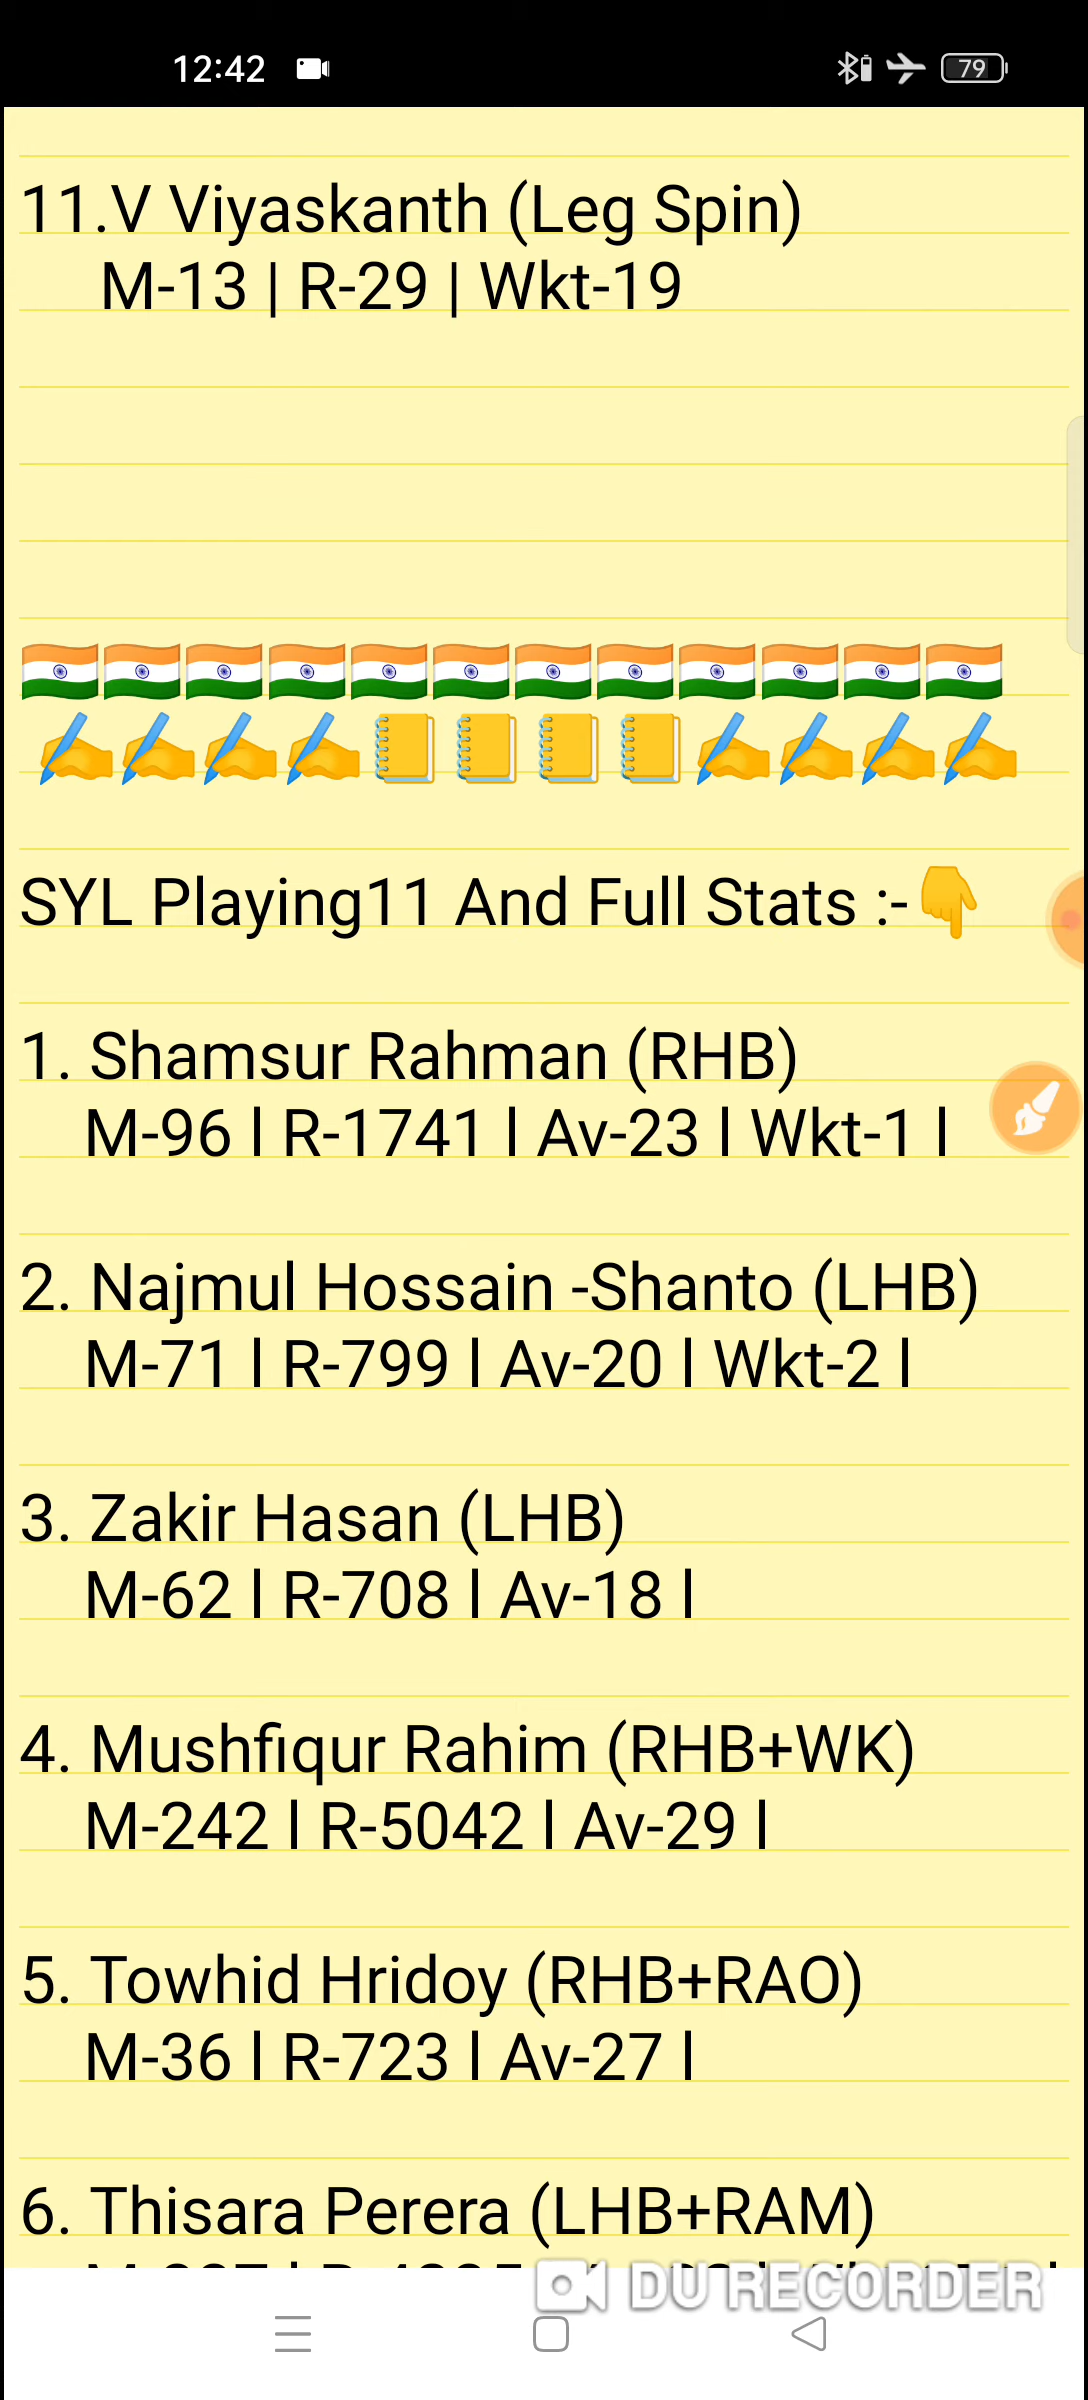 12:42
79
11.V Viyaskanth (Leg Spin)
M-13 | R-29 | Wkt-19
SYL Playing11 And Full Stats :-👇
1. Shamsur Rahman (RHB)
M-96 l R-1741 l Av-23 l Wkt-1 l
2. Najmul Hossain -Shanto (LHB)
M-71 l R-799 l Av-20 l Wkt-2 l
3. Zakir Hasan (LHB)
M-62 l R-708 l Av-18 l
4. Mushfiqur Rahim (RHB+WK)
M-242 l R-5042 l Av-29 l
5. Towhid Hridoy (RHB+RAO)
M-36 l R-723 l Av-27 l
6. Thisara Perera (LHB+RAM)
DU RECORDER